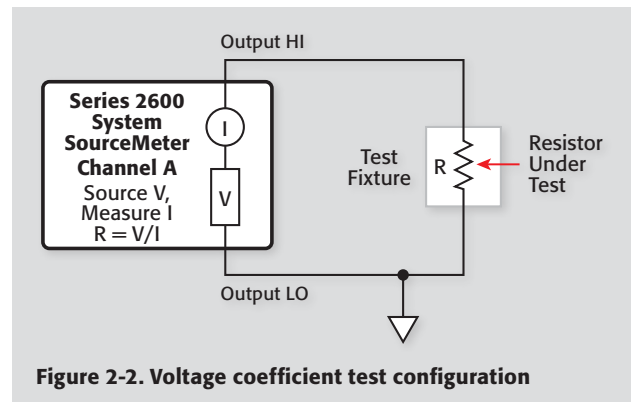 Output HI
Series 2600
System
SourceMeter
Channel A
Source V,
Measure I
R = V/I
I
V
Test
Fixture
R
Resistor
Under
Test
Output LO
Figure 2-2. Voltage coefficient test configuration